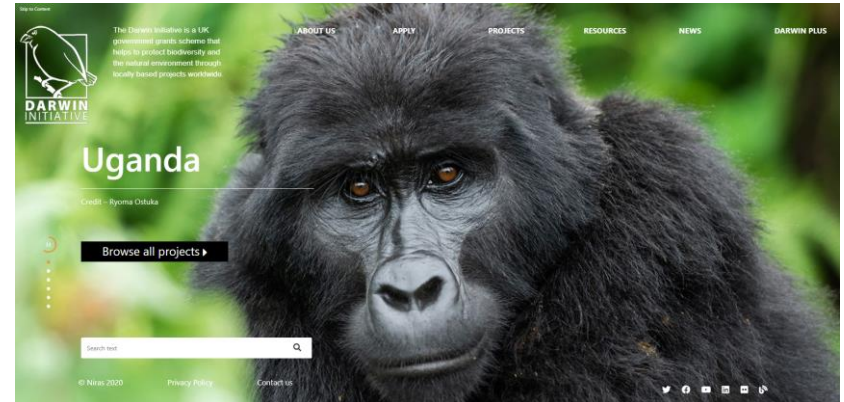 Skip to Content
The Darwin Initiative is a UK
government grants scheme that
helps to protect biodiversity and
the natural environment through
locally based projects worldwide
ABOUT US
APPLY
PROJECTS
RESOURCES
NEWS
DARWIN PLUS
DARWIN
INITIATIVE
Uganda
Credit – Ryoma Ostuka
Browse all projects
Search text
© Niras 2020
Privacy Policy
Contact us